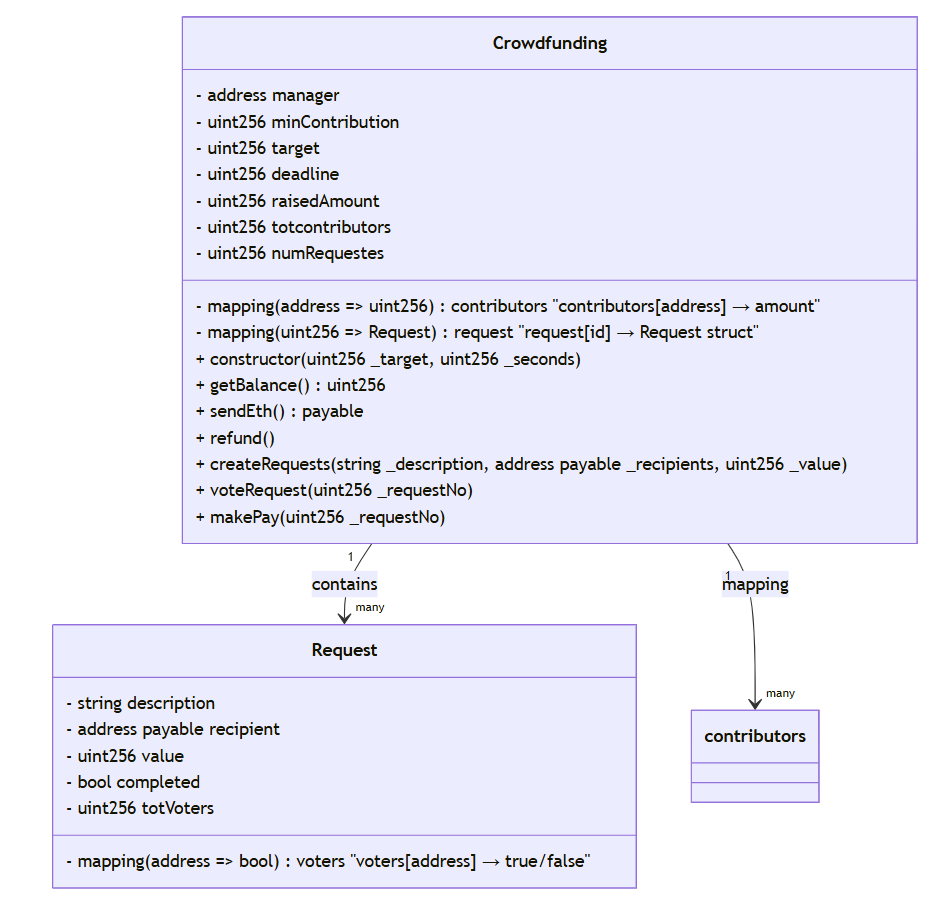 Crowdfunding
- address manager
- uint256 minContribution
- uint256 target
- uint256 deadline
- uint256 raisedAmount
- uint256 totcontributors
- uint256 numRequestes
- mapping(address => uint256) : contributors "contributors[address] → amount"
- mapping(uint256 => Request) : request "request[id] → Request struct"
+ constructor(uint256 _target, uint256 _seconds)
+ getBalance() : uint256
+ sendEth() : payable
+ refund()
+ createRequests(string _description, address payable _recipients, uint256 _value)
+ voteRequest(uint256 _requestNo)
+ makePay(uint256 _requestNo)
1
contains
many
1
mapping
many
Request
- string description
- address payable recipient
- uint256 value
- bool completed
- uint256 totVoters
- mapping(address => bool) : voters "voters[address] → true/false"
contributors